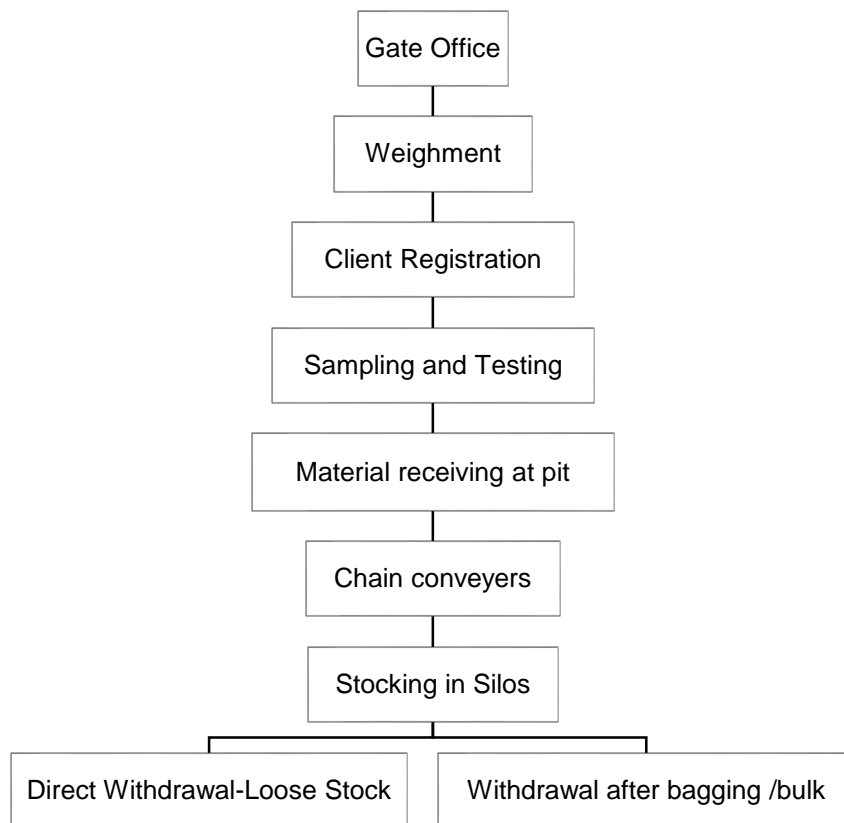 Gate Office
Weighment
Client Registration
Sampling and Testing
Material receiving at pit
Chain conveyers
Stocking in Silos
Direct Withdrawal-Loose Stock
Withdrawal after bagging /bulk